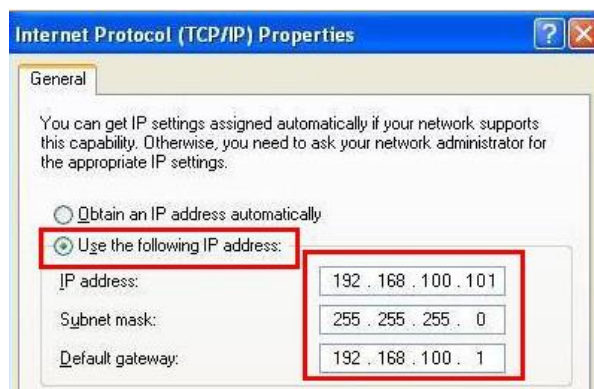 Internet Protocol (TCP/IP) Properties
General
You can get IP settings assigned automatically if your network supports
this capability. Otherwise, you need to ask your network administrator for
the appropriate IP settings.
Obtain an IP address automatically
Use the following IP address:
IP address: 192 . 168 . 100 . 101
Subnet mask: 255 . 255 . 255 . 0
Default gateway: 192 . 168 . 100 . 1